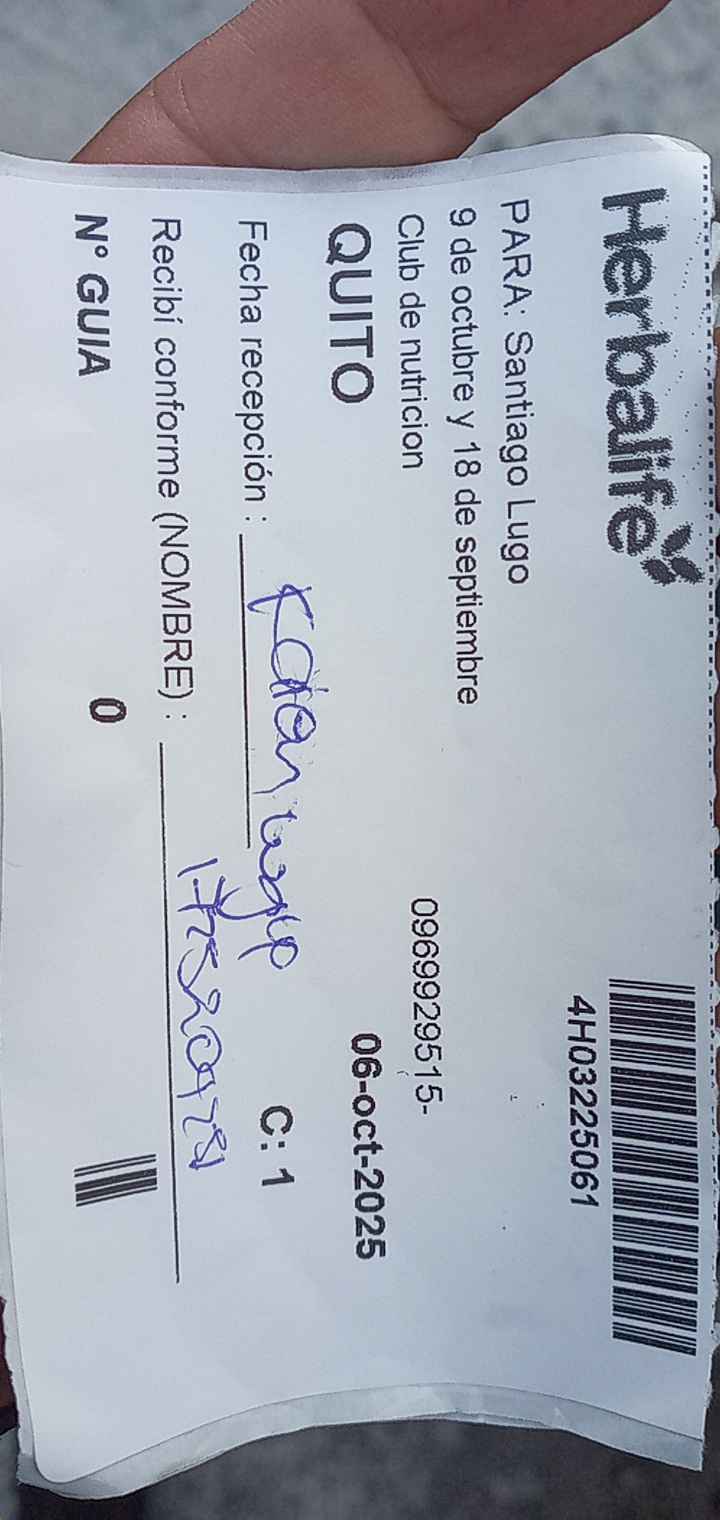 Herbalife
4H03225061
PARA: Santiago Lugo
9 de octubre y 18 de septiembre
Club de nutricion 0969929515-
QUITO 06-oct-2025
Fecha recepción :
C: 1
Recibí conforme (NOMBRE) :
N° GUIA 0